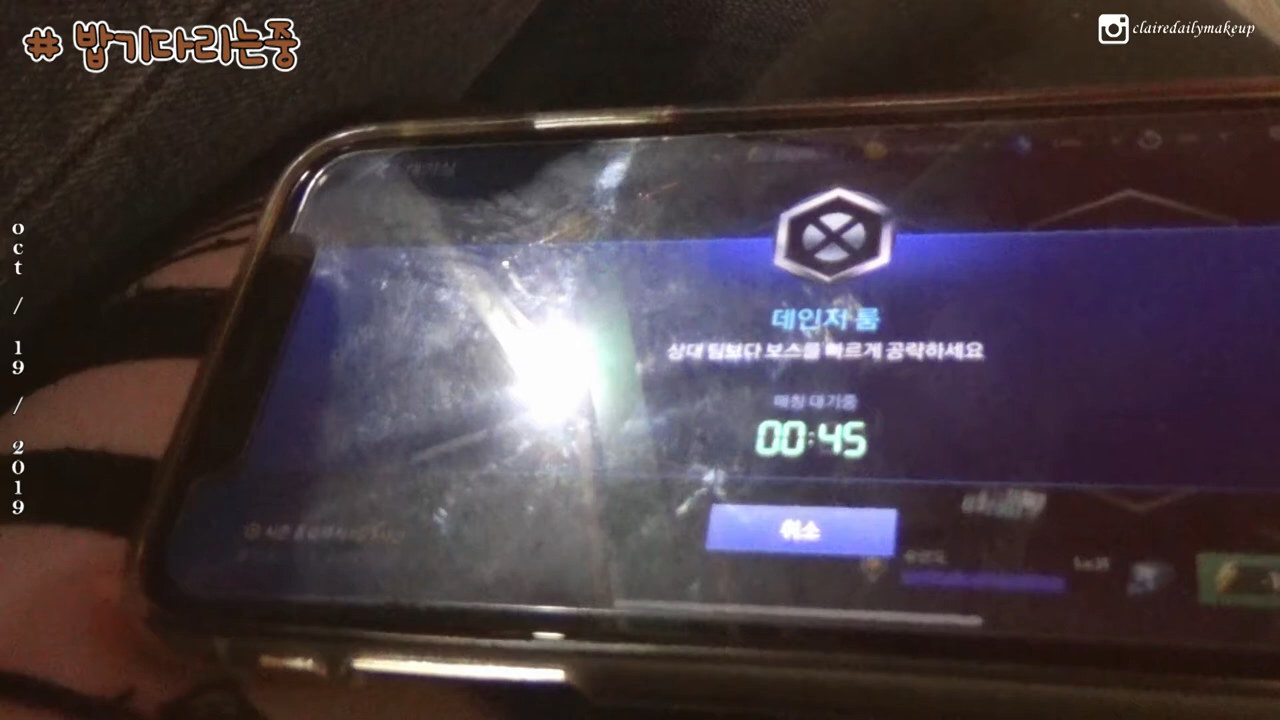 # 밥기다리는중
clairedailymakeup
oct / 19 / 2019
데인저 룸
상대 팀보다 보스를 빠르게 공략하세요
매칭 대기중
00:45
취소